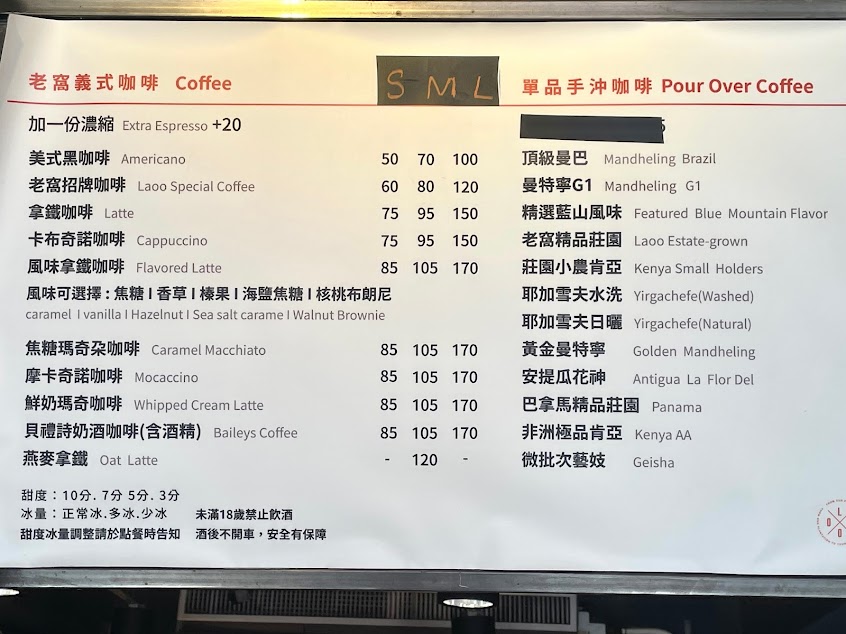 老窩義式咖啡 Coffee
S M L
加一份濃縮 Extra Espresso +20
美式黑咖啡 Americano 50 70 100
老窩招牌咖啡 Laoo Special Coffee 60 80 120
拿鐵咖啡 Latte 75 95 150
卡布奇諾咖啡 Cappuccino 75 95 150
風味拿鐵咖啡 Flavored Latte 85 105 170
風味可選擇：焦糖 I 香草 I 榛果 I 海鹽焦糖 I 核桃布朗尼
caramel I vanilla I Hazelnut I Sea salt carame I Walnut Brownie
焦糖瑪奇朶咖啡 Caramel Macchiato 85 105 170
摩卡奇諾咖啡 Mocaccino 85 105 170
鮮奶瑪奇咖啡 Whipped Cream Latte 85 105 170
貝禮詩奶酒咖啡(含酒精) Baileys Coffee 85 105 170
燕麥拿鐵 Oat Latte - 120 -
甜度：10分. 7分 5分. 3分
冰量：正常冰.多冰.少冰 未滿18歲禁止飲酒
甜度冰量調整請於點餐時告知 酒後不開車，安全有保障
單品手沖咖啡 Pour Over Coffee
頂級曼巴 Mandheling Brazil
曼特寧G1 Mandheling G1
精選藍山風味 Featured Blue Mountain Flavor
老窩精品莊園 Laoo Estate-grown
莊園小農肯亞 Kenya Small Holders
耶加雪夫水洗 Yirgachefe(Washed)
耶加雪夫日曬 Yirgachefe(Natural)
黃金曼特寧 Golden Mandheling
安提瓜花神 Antigua La Flor Del
巴拿馬精品莊園 Panama
非洲極品肯亞 Kenya AA
微批次藝妓 Geisha
L
O O